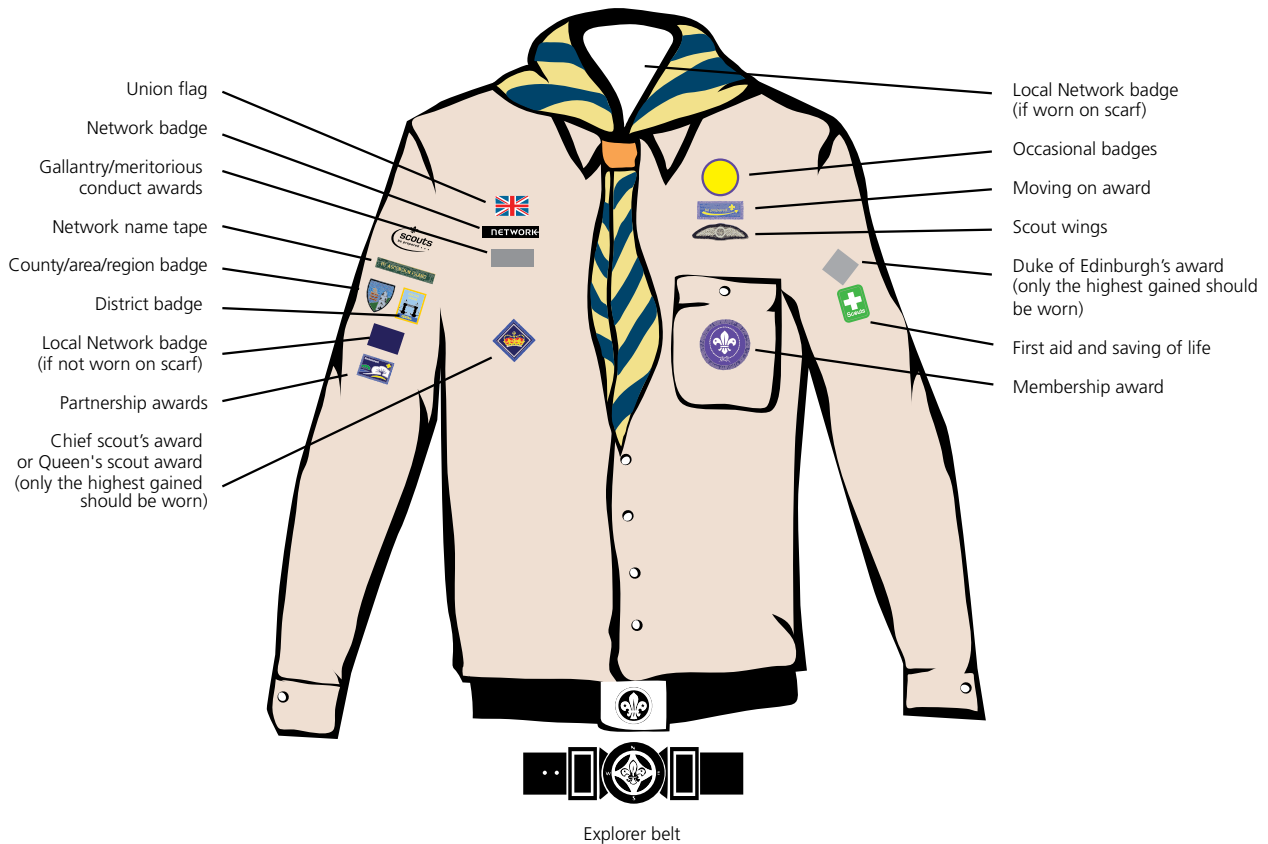 Union flag
Network badge
Gallantry/meritorious
conduct awards
Network name tape
County/area/region badge
District badge
Local Network badge
(if not worn on scarf)
Partnership awards
Chief scout's award
or Queen's scout award
(only the highest gained
should be worn)
NETWORK
scouts
be prepared . . .
Local Network badge
(if worn on scarf)
Occasional badges
Moving on award
Scout wings
Duke of Edinburgh's award
(only the highest gained should
be worn)
First aid and saving of life
Membership award
Scouts
N
W
E
S
Explorer belt